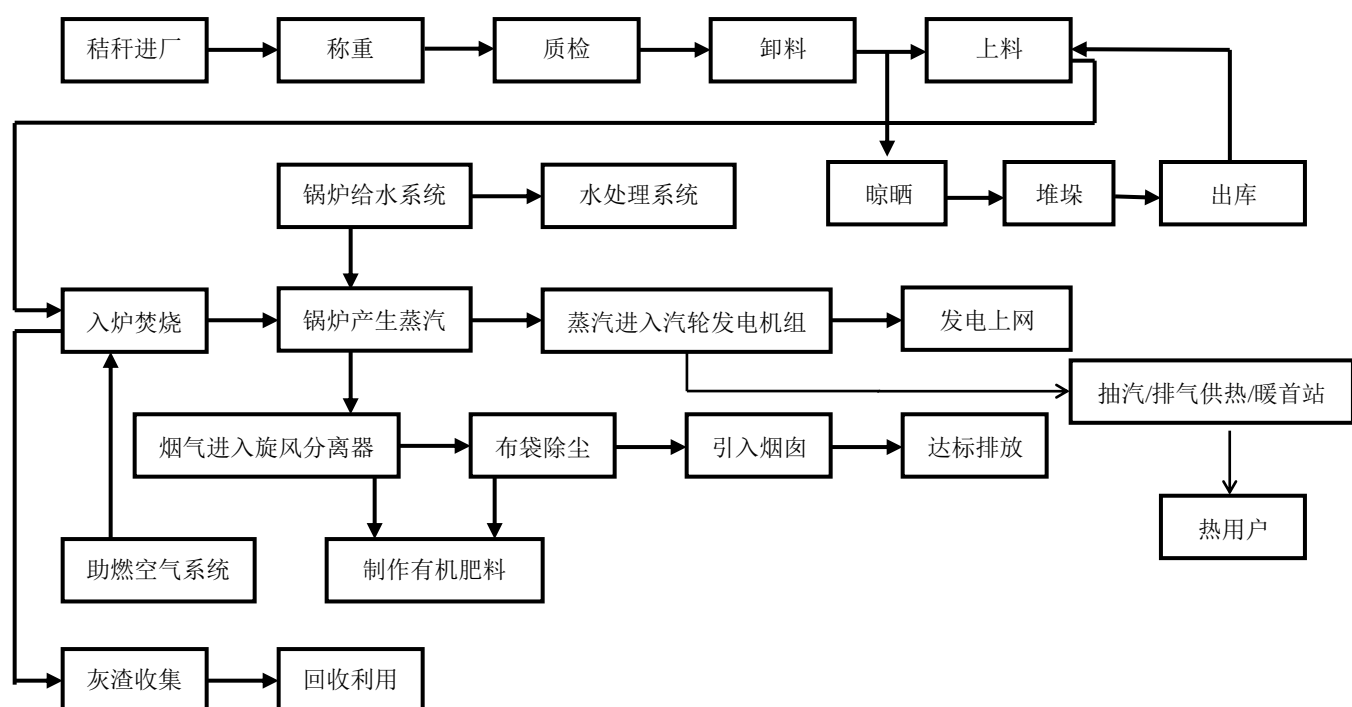 秸秆进厂
称重
质检
卸料
上料
锅炉给水系统
水处理系统
晾晒
堆垛
出库
入炉焚烧
锅炉产生蒸汽
蒸汽进入汽轮发电机组
发电上网
抽汽/排气供热/暖首站
烟气进入旋风分离器
布袋除尘
引入烟囱
达标排放
热用户
助燃空气系统
制作有机肥料
灰渣收集
回收利用